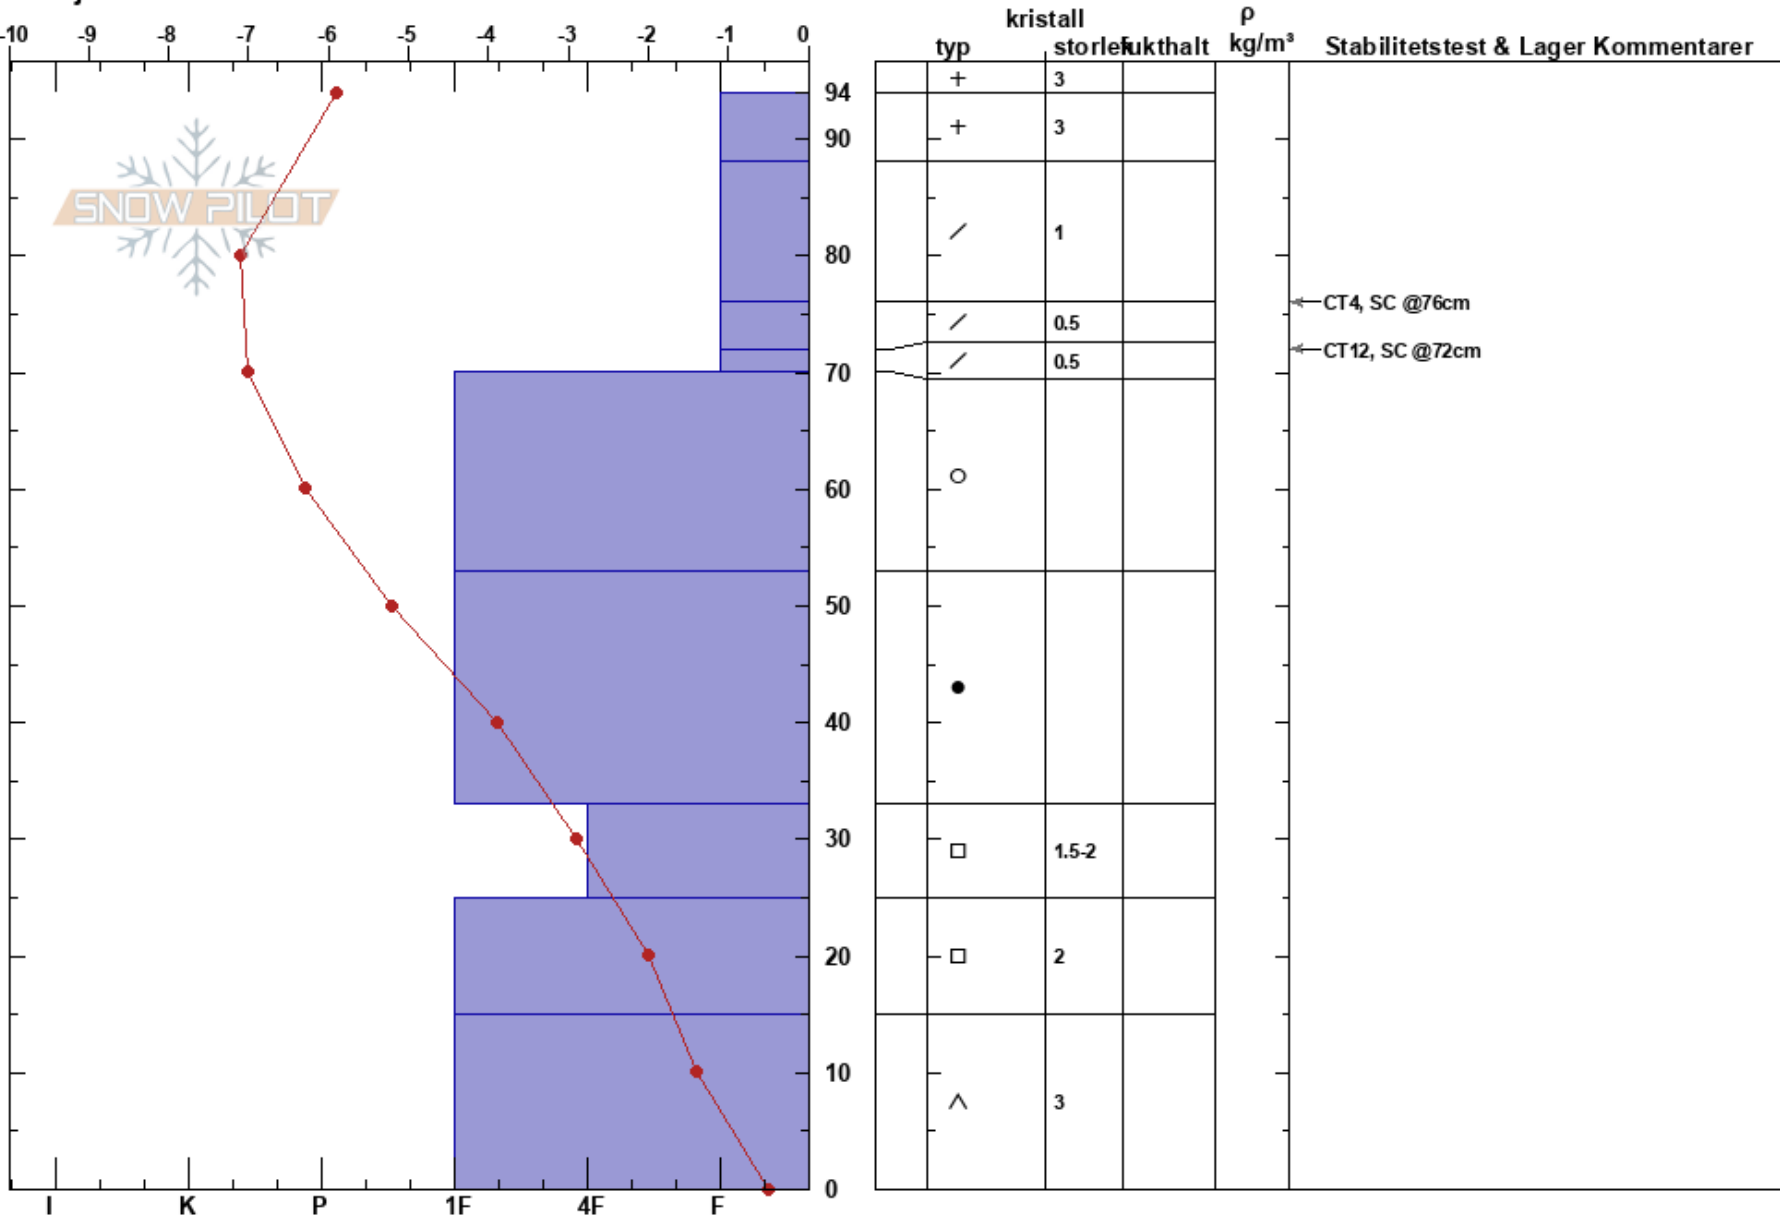 kristall ρ
-10 -9 -8 -7 -6 -5 -4 -3 -2 -1 0 typ storlek fukthalt kg/m³ Stabilitetstest & Lager Kommentarer
94 + 3
90 + 3
SNOW PILOT
1
80
CT4, SC @76cm
0.5
CT12, SC @72cm
0.5
70
60
50
40
30 1.5-2
20 2
10
3
0
I K P 1F 4F F